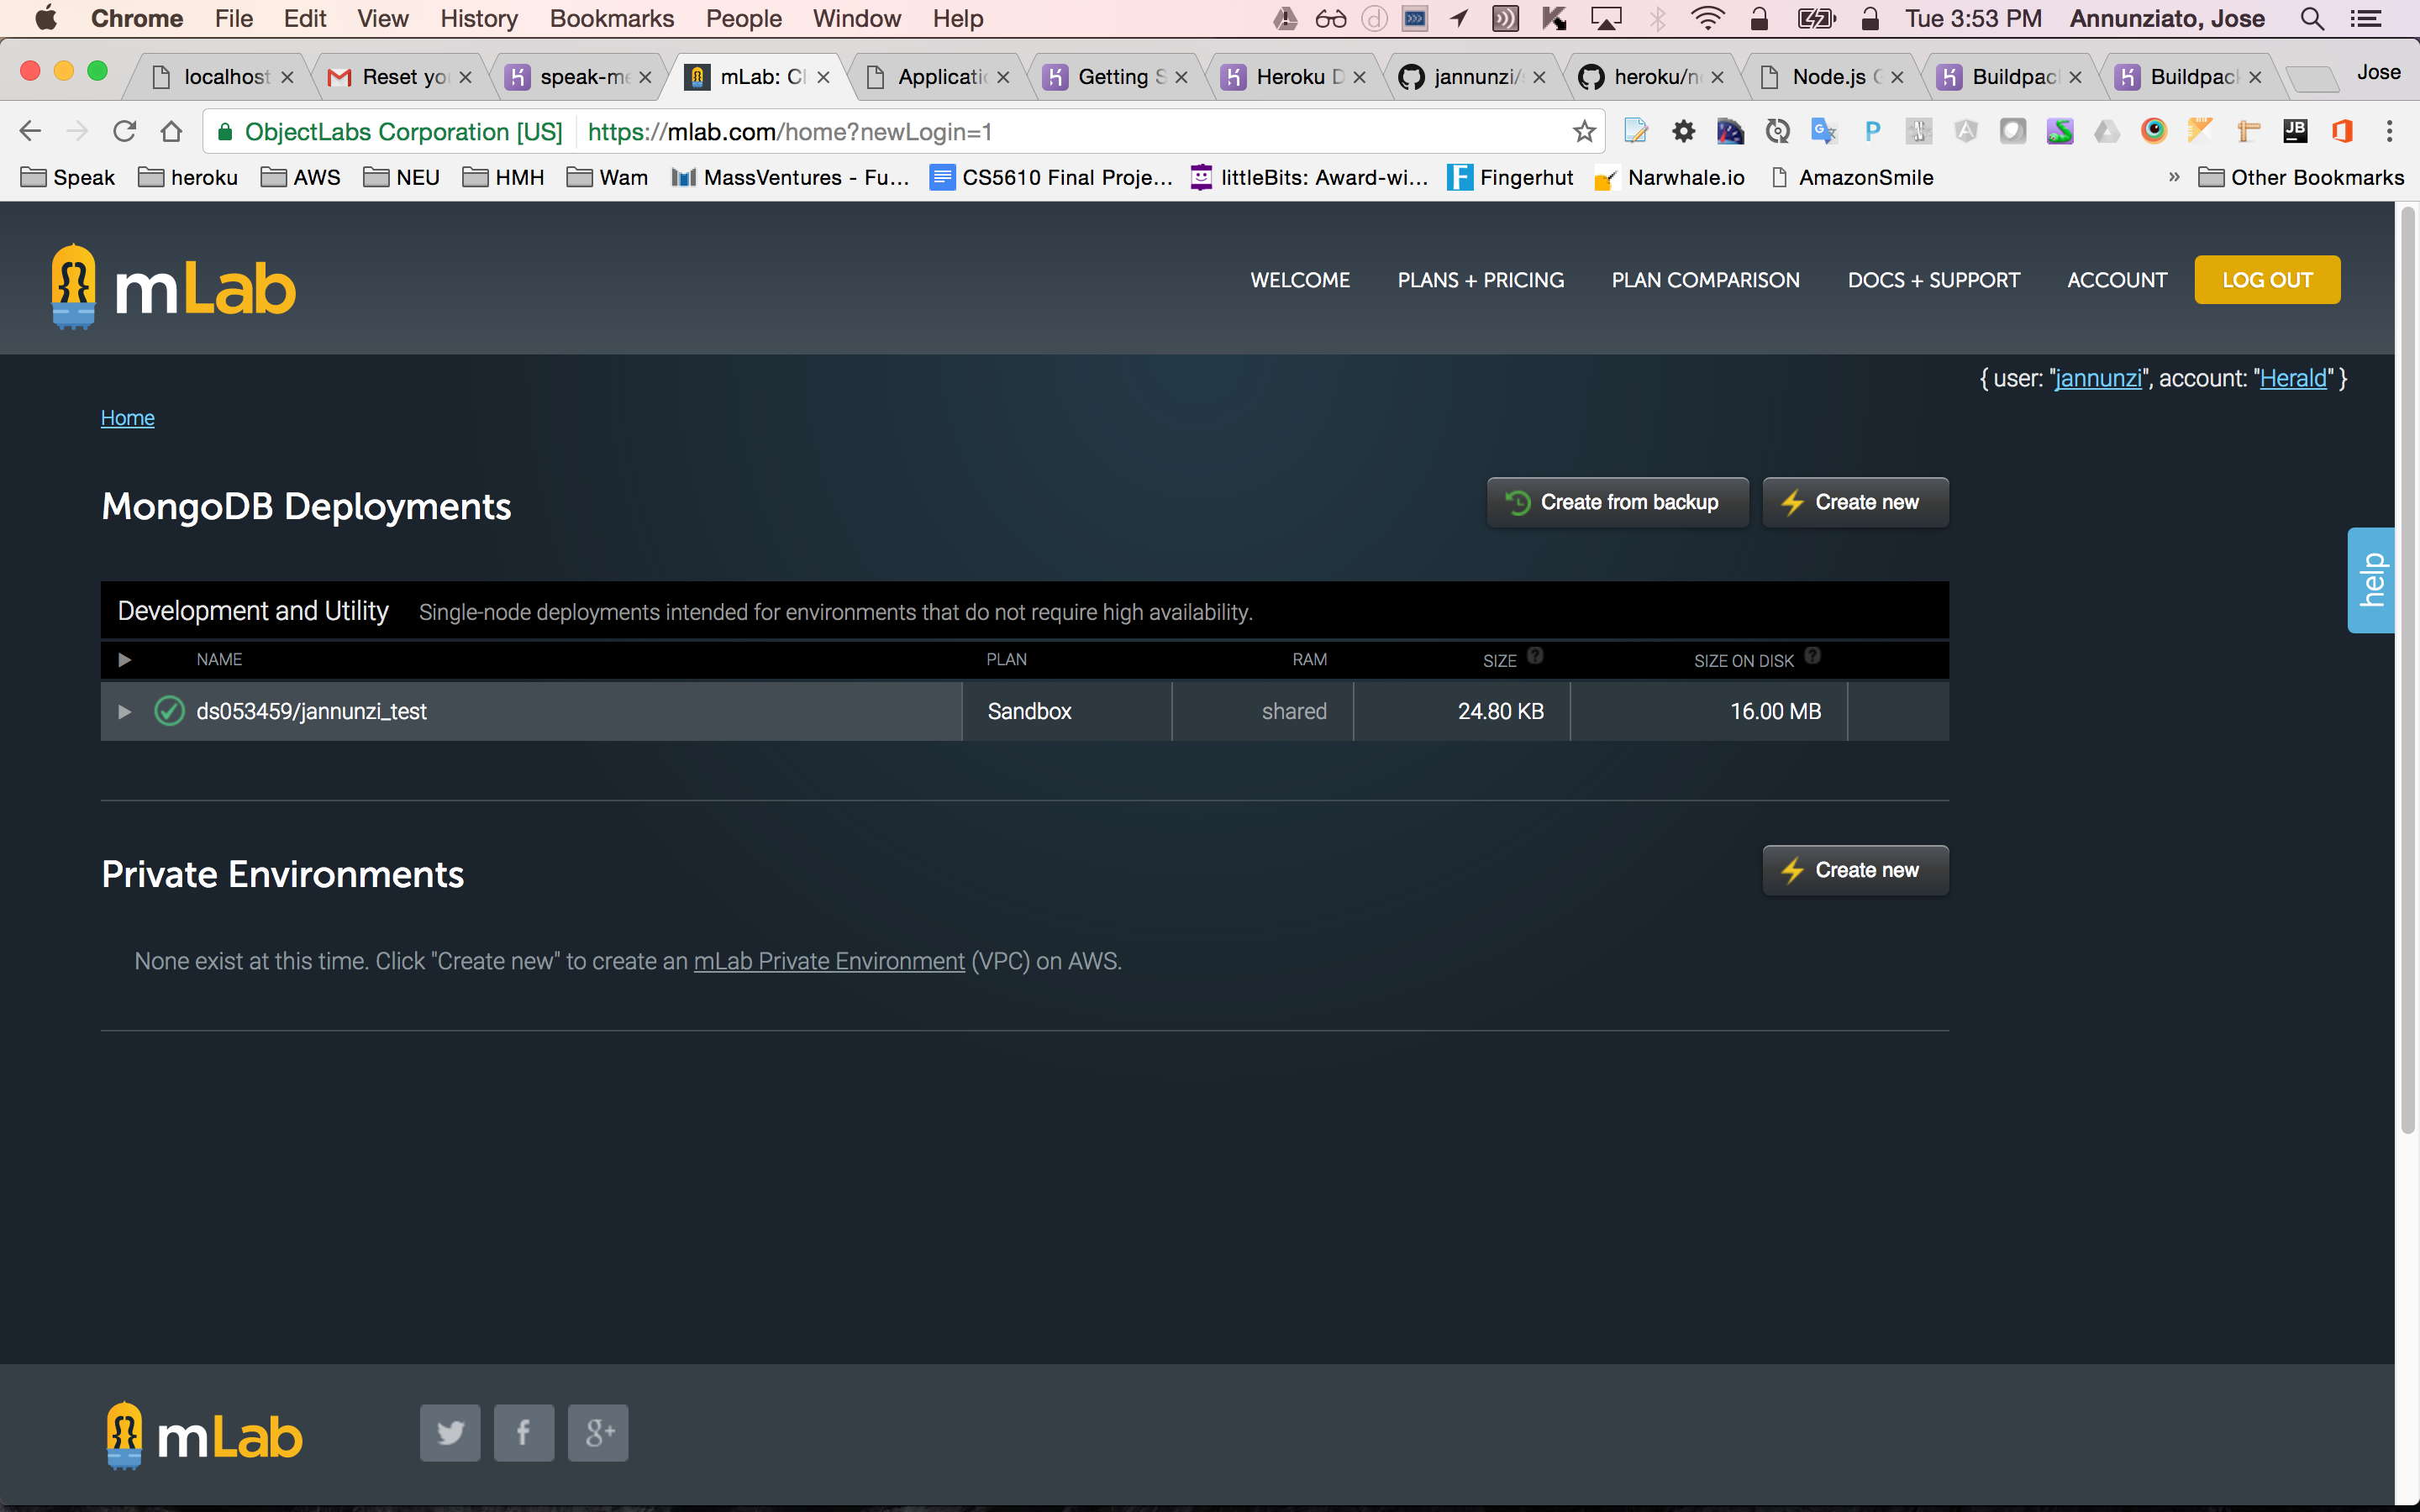 Chrome File Edit View History Bookmarks People Window Help Tue 3:53 PM Annunziato, Jose
localhost Reset yo speak-me mLab: Cl Applicatio Getting S Heroku D jannunzi/ heroku/n Node.js Buildpac Buildpac Jose
ObjectLabs Corporation [US] https://mlab.com/home?newLogin=1
Speak heroku AWS NEU HMH Wam MassVentures - Fu... CS5610 Final Proje... littleBits: Award-wi... Fingerhut Narwhale.io AmazonSmile » Other Bookmarks
mLab WELCOME PLANS + PRICING PLAN COMPARISON DOCS + SUPPORT ACCOUNT LOG OUT
{ user: "jannunzi", account: "Herald" }
Home
MongoDB Deployments Create from backup Create new
help
Development and Utility Single-node deployments intended for environments that do not require high availability.
NAME PLAN RAM SIZE ? SIZE ON DISK ?
ds053459/jannunzi_test Sandbox shared 24.80 KB 16.00 MB
Private Environments Create new
None exist at this time. Click "Create new" to create an mLab Private Environment (VPC) on AWS.
mLab